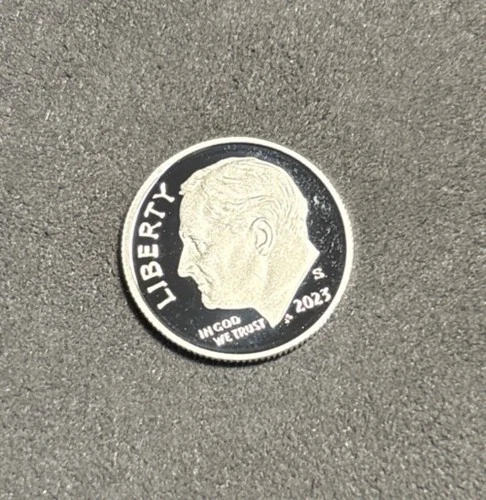 LIBERTY
IN GOD
WE TRUST
S
2023